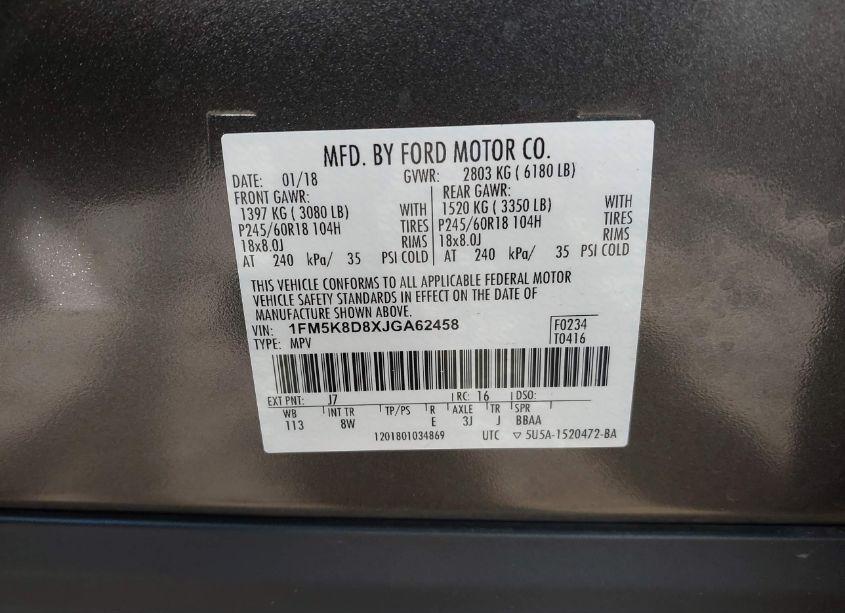 MFD. BY FORD MOTOR CO.
DATE: 01/18 GVWR: 2803 KG ( 6180 LB)
FRONT GAWR: REAR GAWR:
1397 KG ( 3080 LB) WITH 1520 KG ( 3350 LB) WITH
P245/60R18 104H TIRES P245/60R18 104H TIRES
18x8.0J RIMS 18x8.0J RIMS
AT 240 kPa/ 35 PSI COLD AT 240 kPa/ 35 PSI COLD
THIS VEHICLE CONFORMS TO ALL APPLICABLE FEDERAL MOTOR
VEHICLE SAFETY STANDARDS IN EFFECT ON THE DATE OF
MANUFACTURE SHOWN ABOVE.
VIN: 1FM5K8D8XJGA62458 F0234
TYPE: MPV T0416
EXT PNT: J7 RC: 16 DSO:
WB INT TR TP/PS R AXLE TR SPR
113 8W E 3J J BBAA
1201801034869 UTC ▽ 5U5A-1520472-BA